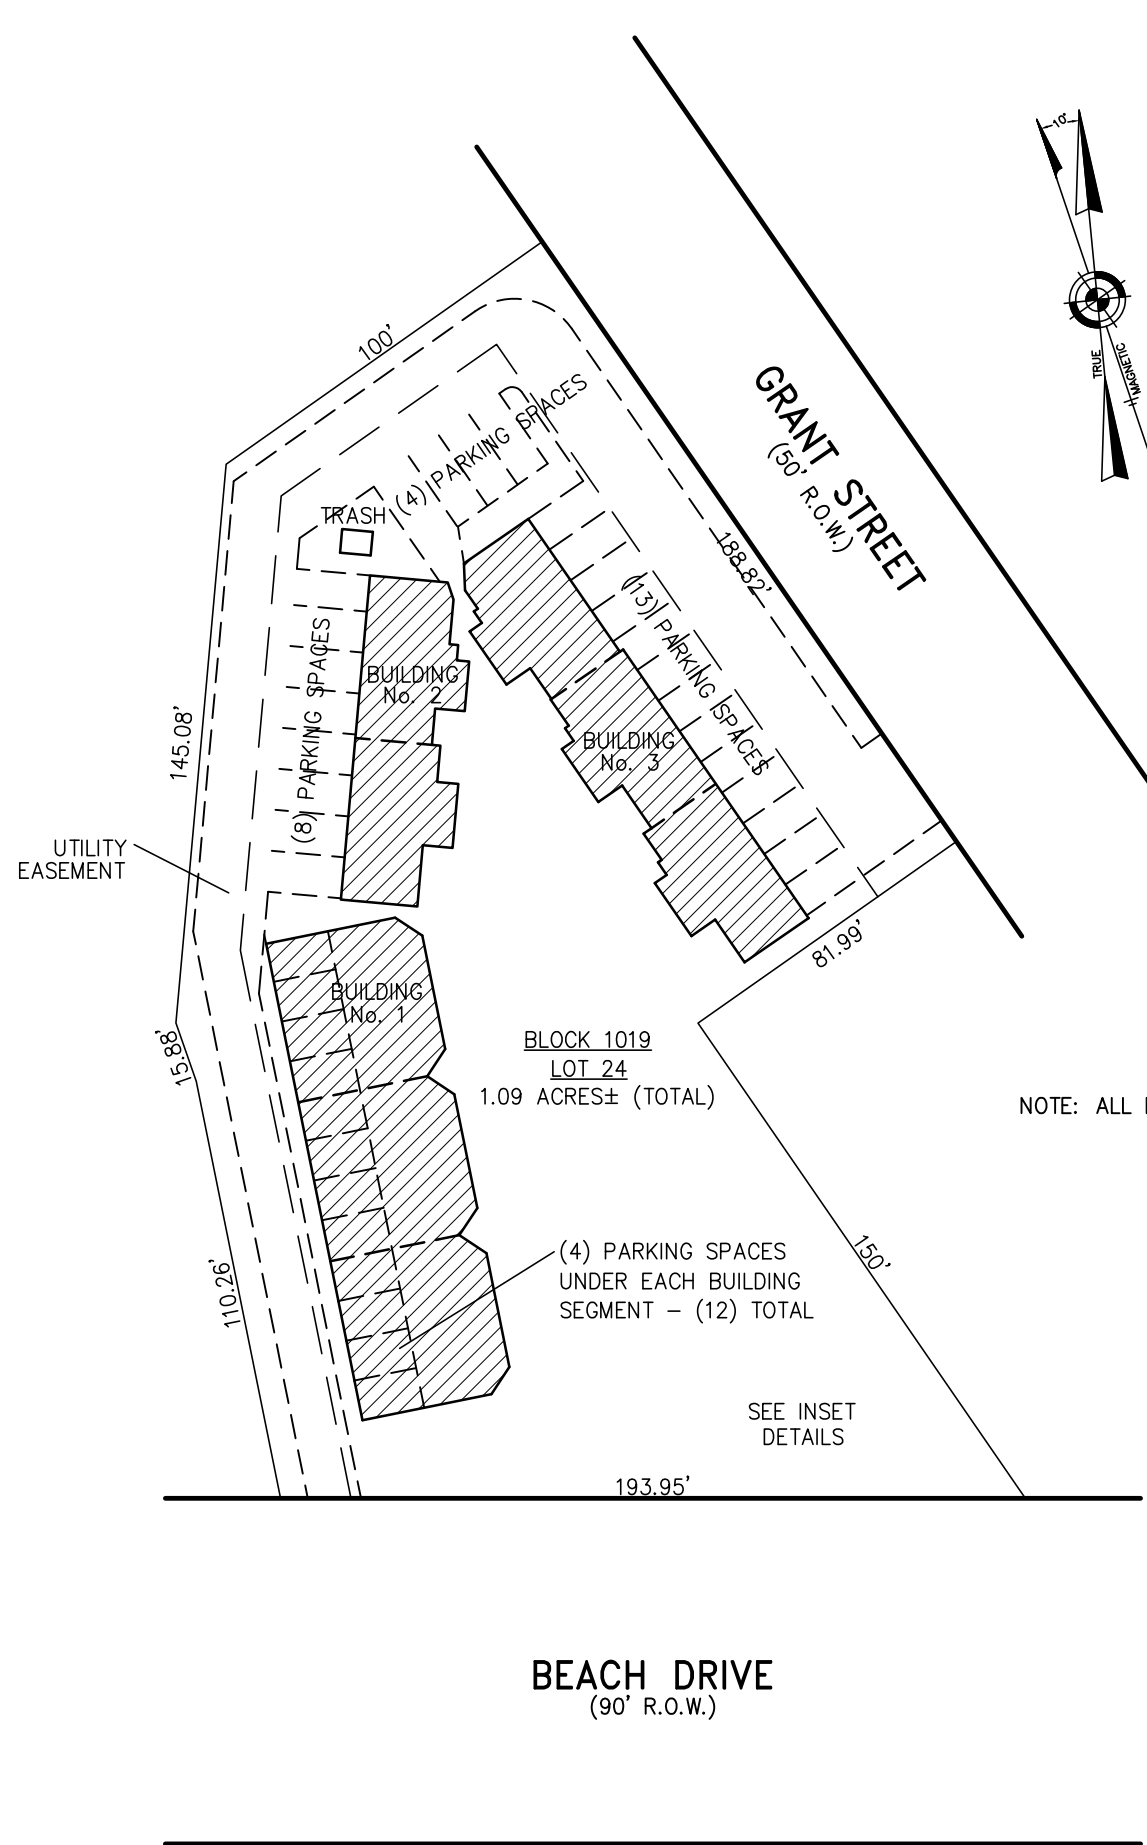 10°
TRUE
MAGNETIC
100'
GRANT STREET
(50' R.O.W.)
188.82'
(4) PARKING SPACES
TRASH
(13) PARKING SPACES
(8) PARKING SPACES
BUILDING
No. 2
BUILDING
No. 3
145.08'
UTILITY
EASEMENT
81.99'
BUILDING
No. 1
15.88'
BLOCK 1019
LOT 24
1.09 ACRES± (TOTAL)
NOTE: ALL
110.26'
150'
(4) PARKING SPACES
UNDER EACH BUILDING
SEGMENT - (12) TOTAL
SEE INSET
DETAILS
193.95'
BEACH DRIVE
(90' R.O.W.)